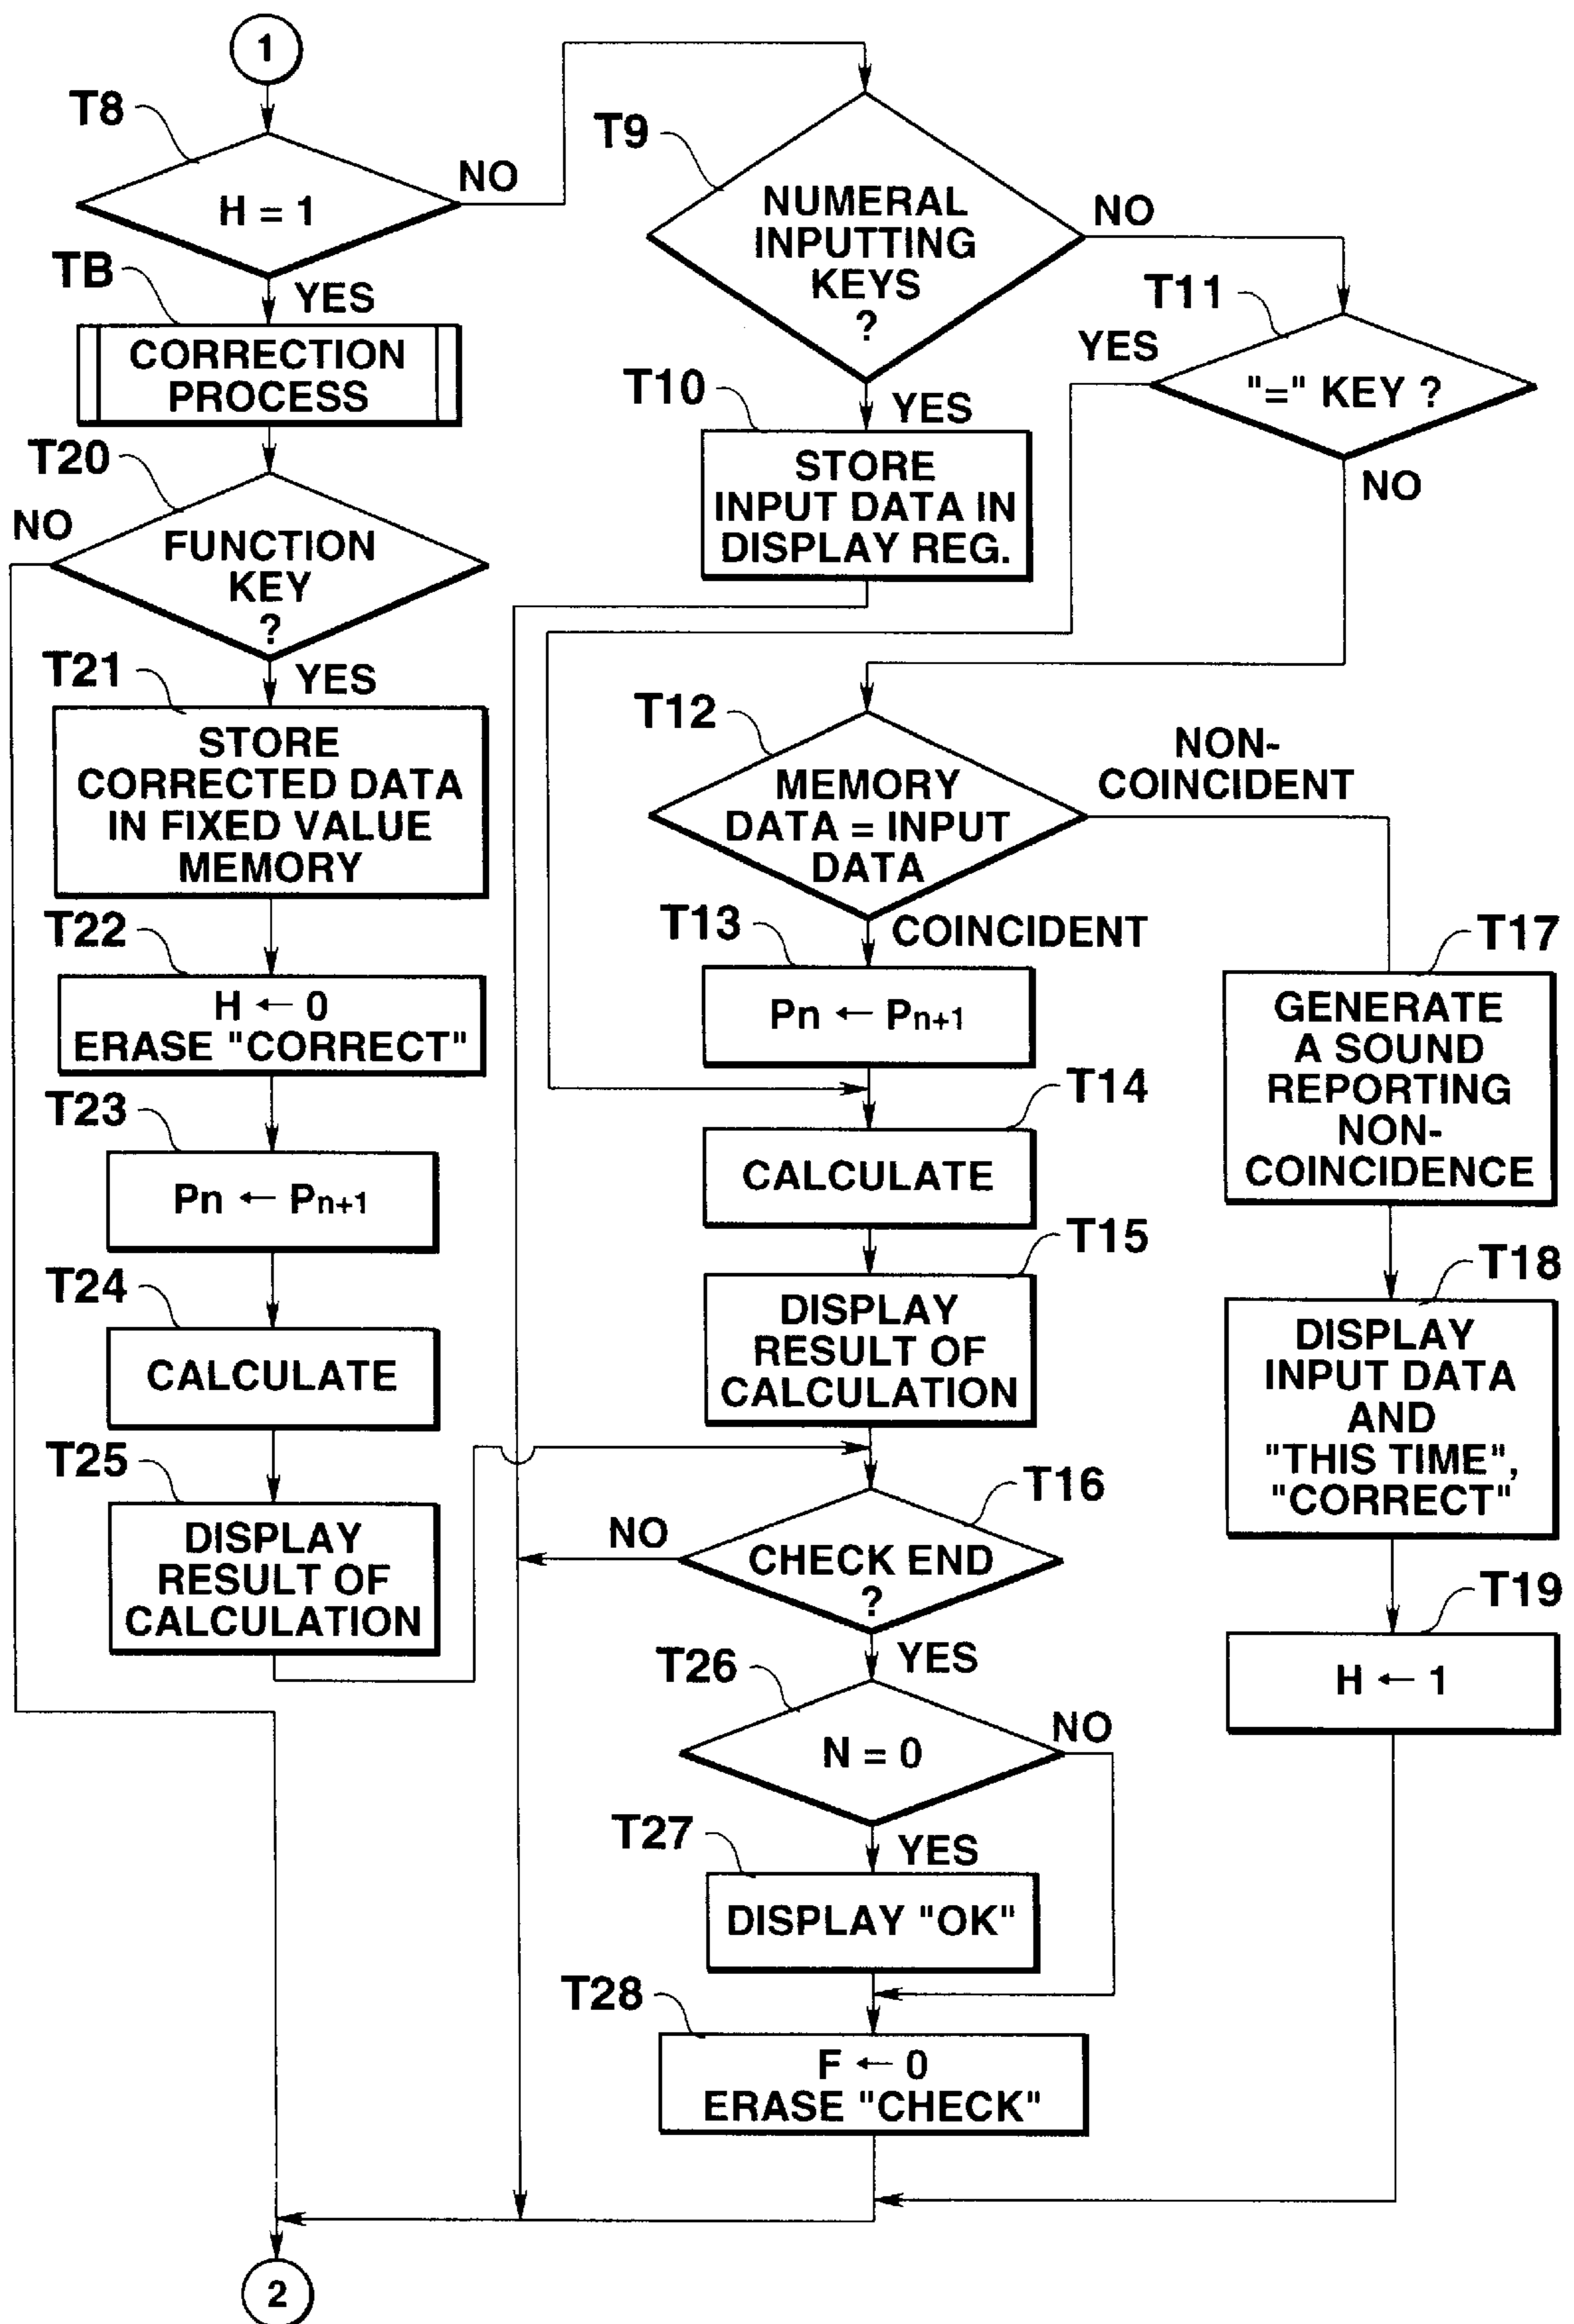 1
T8
H = 1
NO
YES
TB
CORRECTION
PROCESS
T20
NO
FUNCTION
KEY
?
YES
T21
STORE
CORRECTED DATA
IN FIXED VALUE
MEMORY
T22
H ← 0
ERASE "CORRECT"
T23
Pn ← Pn+1
T24
CALCULATE
T25
DISPLAY
RESULT OF
CALCULATION
T9
NUMERAL
INPUTTING
KEYS
?
NO
YES
T10
STORE
INPUT DATA IN
DISPLAY REG.
T11
YES
"=" KEY ?
NO
T12
MEMORY
DATA = INPUT
DATA
NON-
COINCIDENT
COINCIDENT
T13
Pn ← Pn+1
T14
CALCULATE
T15
DISPLAY
RESULT OF
CALCULATION
T16
NO
CHECK END
?
YES
T26
N = 0
NO
YES
T27
DISPLAY "OK"
T28
F ← 0
ERASE "CHECK"
T17
GENERATE
A SOUND
REPORTING
NON-
COINCIDENCE
T18
DISPLAY
INPUT DATA
AND
"THIS TIME",
"CORRECT"
T19
H ← 1
2